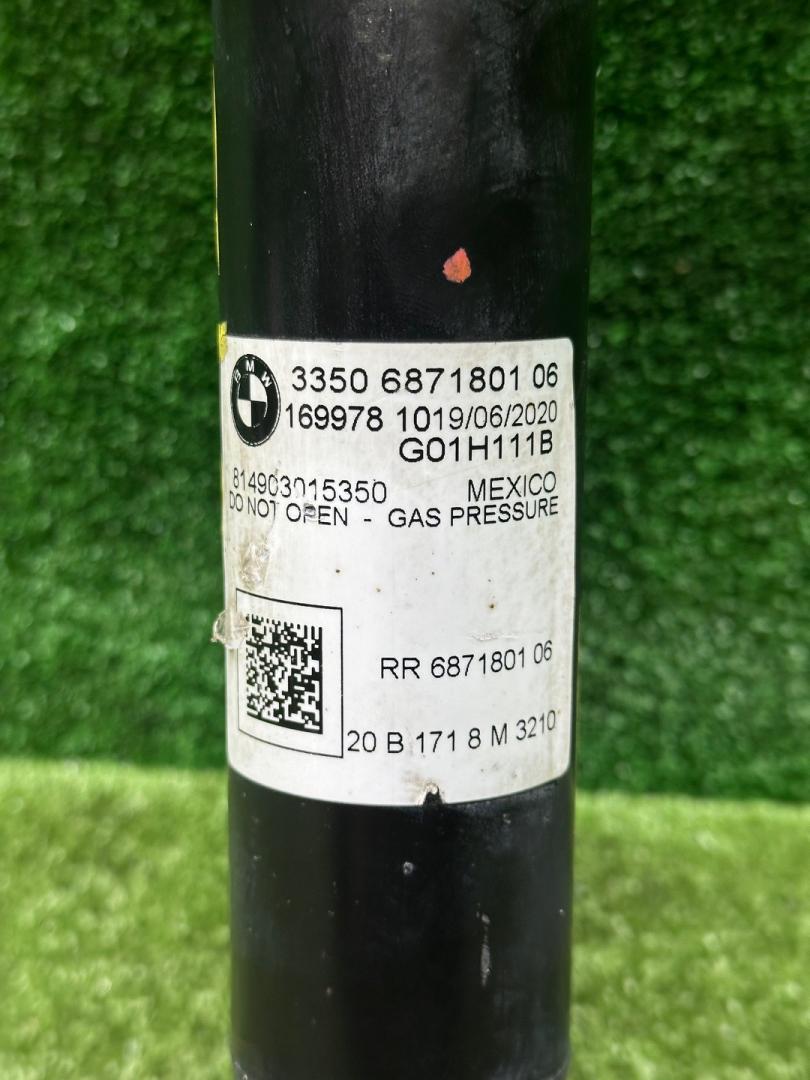 BMW
3350 6871801 06
169978 1019/06/2020
G01H111B
814903015350 MEXICO
DO NOT OPEN - GAS PRESSURE
RR 6871801 06
20 B 171 8 M 3210